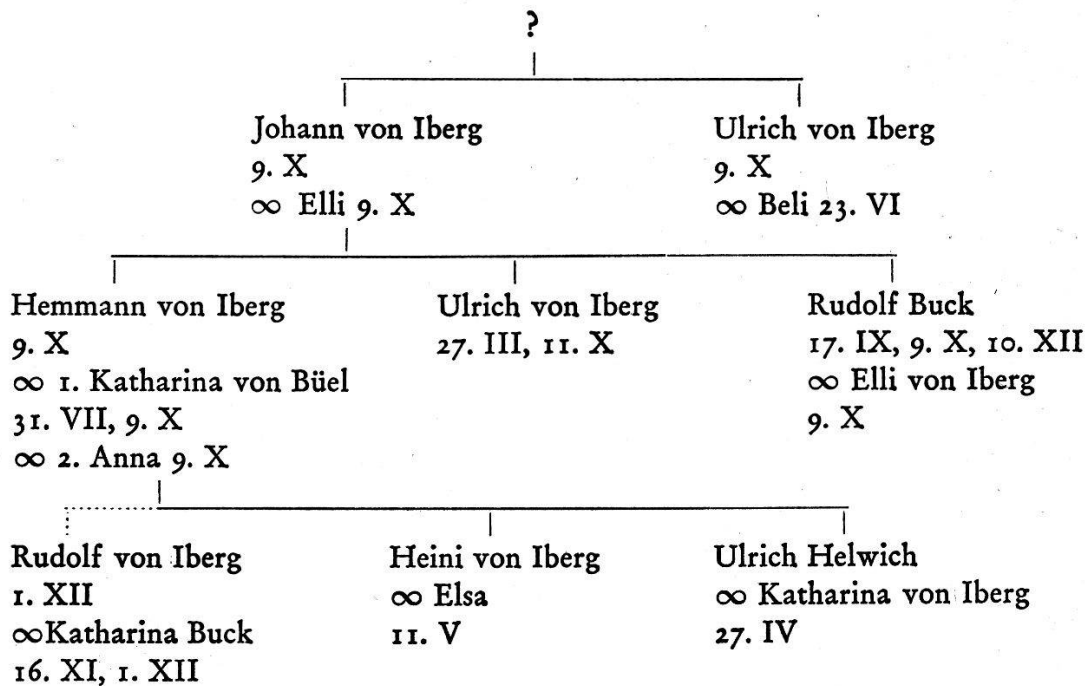 ?
Johann von Iberg
9. X
∞ Elli 9. X
Ulrich von Iberg
9. X
∞ Beli 23. VI
Hemmann von Iberg
9. X
∞ 1. Katharina von Büel
31. VII, 9. X
∞ 2. Anna 9. X
Ulrich von Iberg
27. III, 11. X
Rudolf Buck
17. IX, 9. X, 10. XII
∞ Elli von Iberg
9. X
Rudolf von Iberg
1. XII
∞Katharina Buck
16. XI, 1. XII
Heini von Iberg
∞ Elsa
11. V
Ulrich Helwich
∞ Katharina von Iberg
27. IV